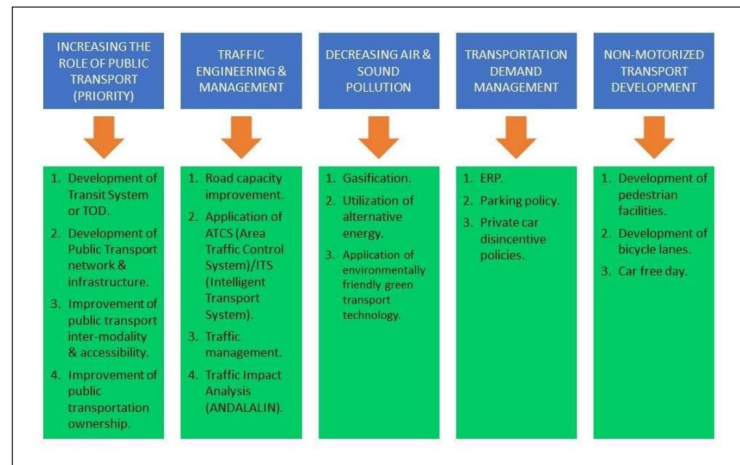 INCREASING THE
ROLE OF PUBLIC
TRANSPORT
(PRIORITY)
1. Development of
Transit System
or TOD.
2. Development of
Public Transport
network &
infrastructure.
3. Improvement of
public transport
inter-modality
& accessibility.
4. Improvement of
public
transportation
ownership.
TRAFFIC
ENGINEERING &
MANAGEMENT
1. Road capacity
improvement.
2. Application of
ATCS (Area
Traffic Control
System)/ITS
(Intelligent
Transport
System).
3. Traffic
management.
4. Traffic Impact
Analysis
(ANDALALIN).
DECREASING AIR &
SOUND
POLLUTION
1. Gasification.
2. Utilization of
alternative
energy.
3. Application of
environmentally
friendly green
transport
technology.
TRANSPORTATION
DEMAND
MANAGEMENT
1. ERP.
2. Parking policy.
3. Private car
disincentive
policies.
NON-MOTORIZED
TRANSPORT
DEVELOPMENT
1. Development of
pedestrian
facilities.
2. Development of
bicycle lanes.
3. Car free day.